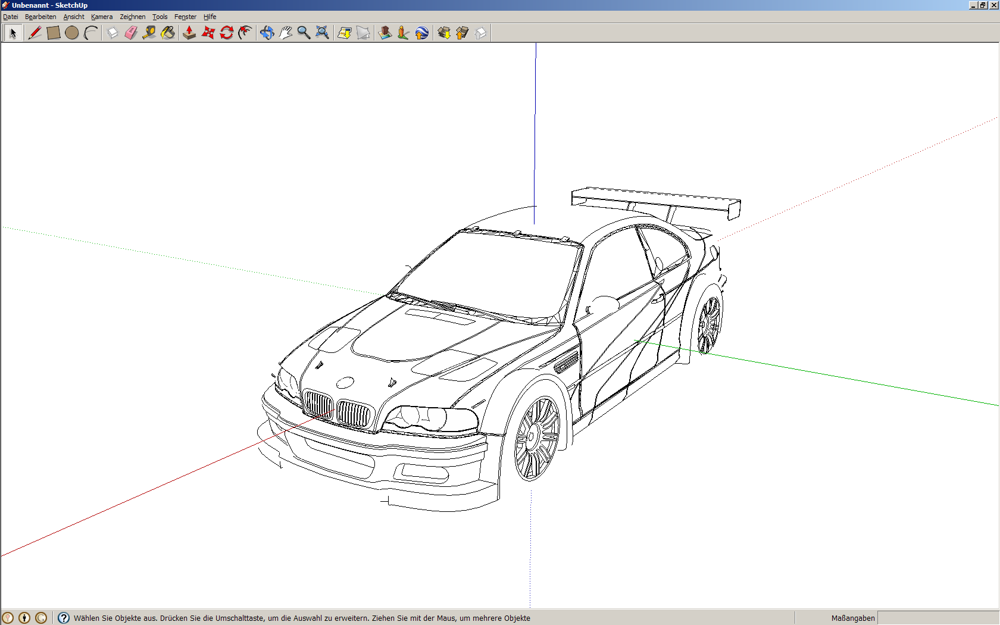 Unbenannt - SketchUp
Datei Bearbeiten Ansicht Kamera Zeichnen Tools Fenster Hilfe
Wählen Sie Objekte aus. Drücken Sie die Umschalttaste, um die Auswahl zu erweitern. Ziehen Sie mit der Maus, um mehrere Objekte Maßangaben